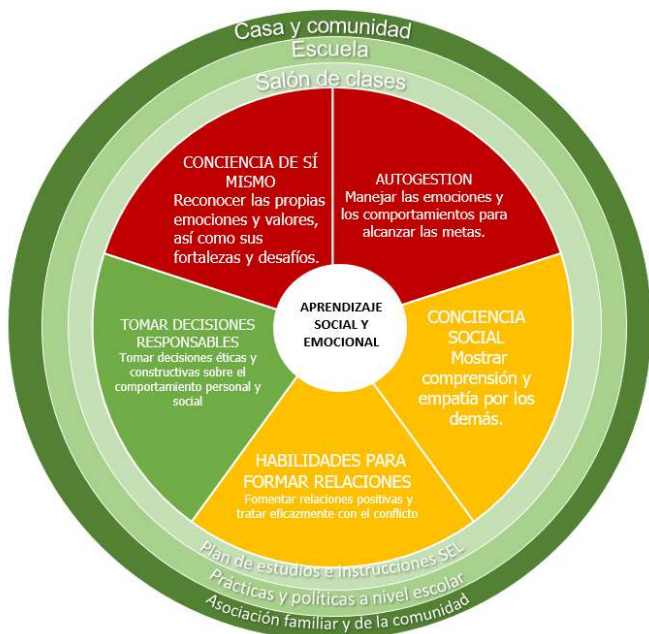 Casa y comunidad
Escuela
Salón de clases
CONCIENCIA DE SÍ
MISMO
Reconocer las propias
emociones y valores,
así como sus
fortalezas y desafíos.
AUTOGESTION
Manejar las emociones y
los comportamientos para
alcanzar las metas.
TOMAR DECISIONES
RESPONSABLES
Tomar decisiones éticas y
constructivas sobre el
comportamiento personal y
social
APRENDIZAJE
SOCIAL Y
EMOCIONAL
CONCIENCIA
SOCIAL
Mostrar
comprensión y
empatía por los
demás.
HABILIDADES PARA
FORMAR RELACIONES
Fomentar relaciones positivas y
tratar eficazmente con el conflicto
Plan de estudios e instrucciones SEL
Prácticas y políticas a nivel escolar
Asociación familiar y de la comunidad